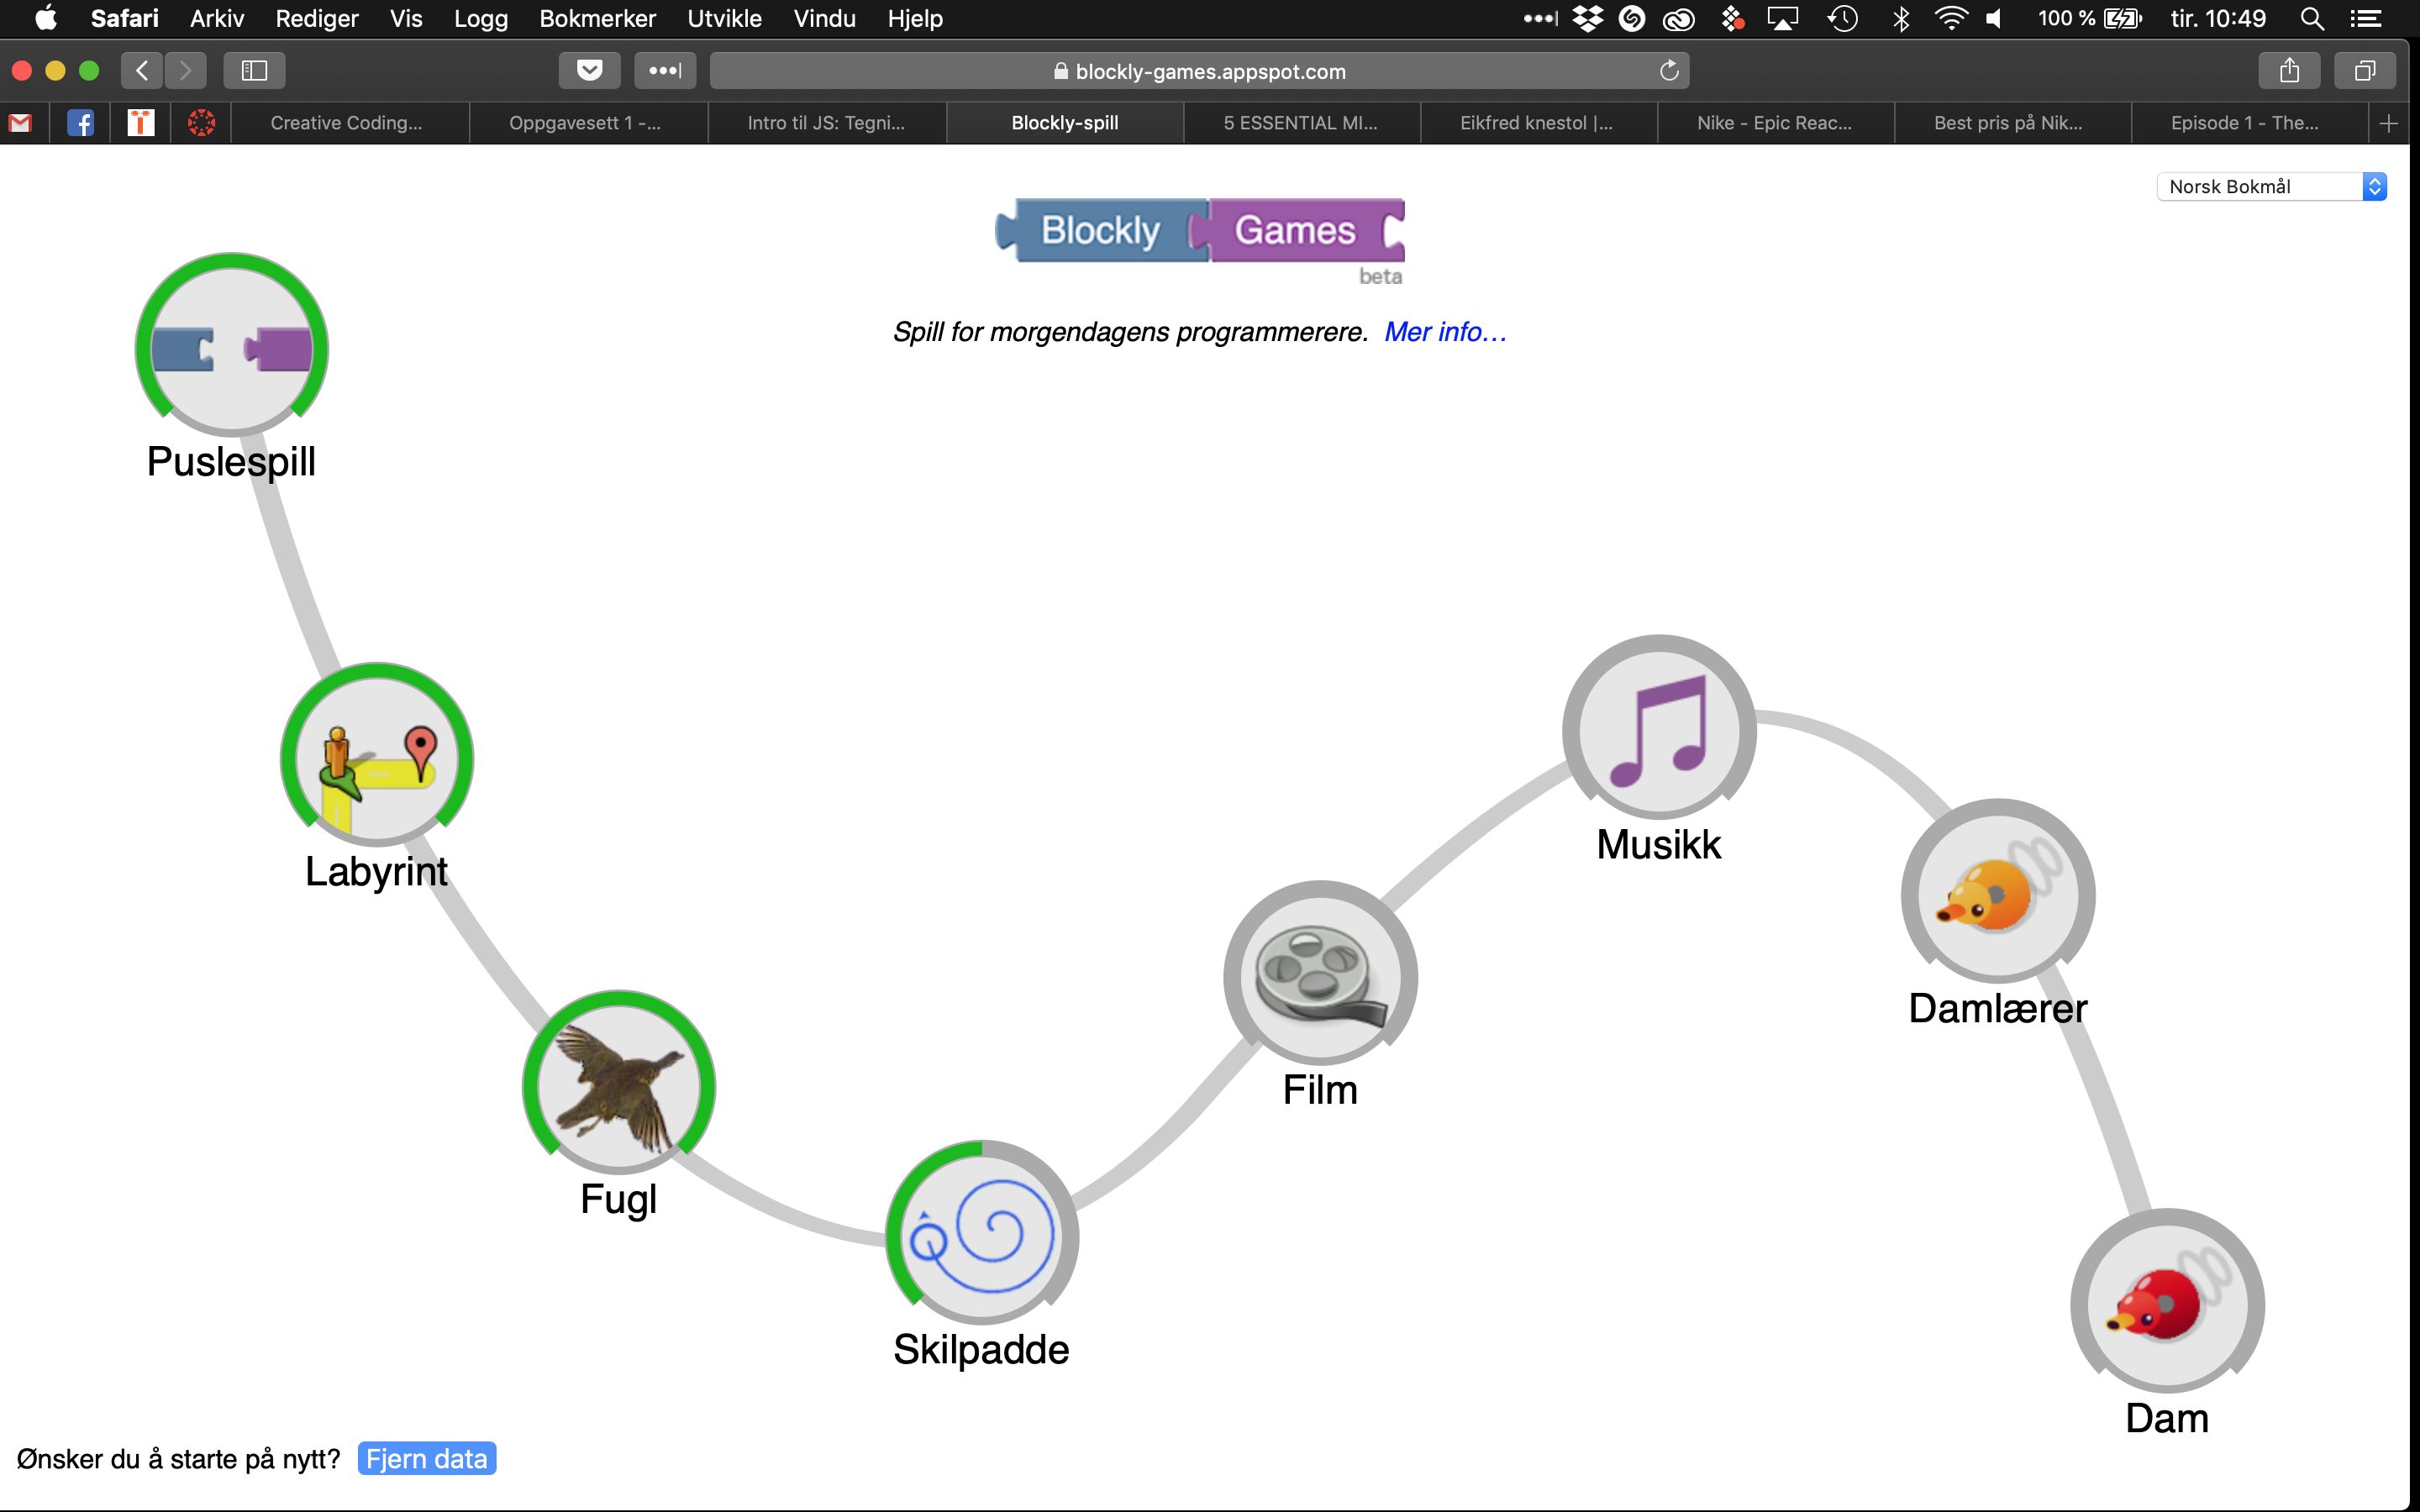 Safari Arkiv Rediger Vis Logg Bokmerker Utvikle Vindu Hjelp 100 % tir. 10:49
blockly-games.appspot.com
Creative Coding... Oppgavesett 1 -... Intro til JS: Tegni... Blockly-spill 5 ESSENTIAL MI... Eikfred knestol |... Nike - Epic Reac... Best pris på Nik... Episode 1 - The...
Norsk Bokmål
Blockly Games
beta
Spill for morgendagens programmerere. Mer info…
Puslespill
Labyrint
Fugl
Skilpadde
Film
Musikk
Damlærer
Dam
Ønsker du å starte på nytt? Fjern data